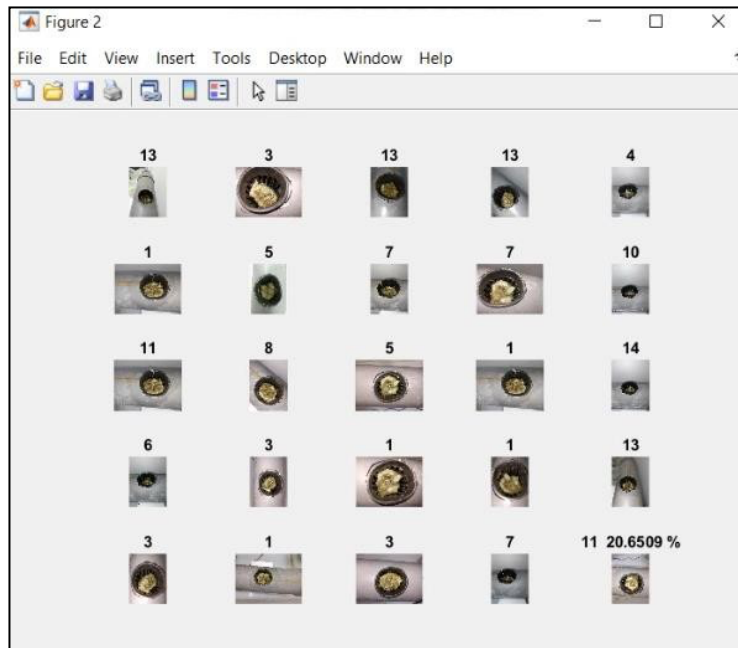 Figure 2
File Edit View Insert Tools Desktop Window Help
13 3 13 13 4
1 5 7 7 10
11 8 5 1 14
6 3 1 1 13
3 1 3 7 11 20.6509 %